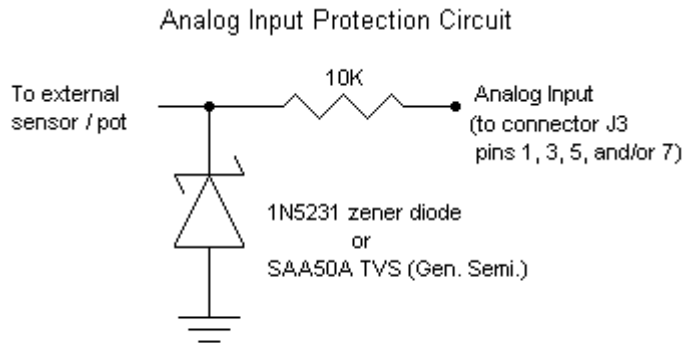 Analog Input Protection Circuit
10K
To external
sensor / pot
Analog Input
(to connector J3
pins 1, 3, 5, and/or 7)
1N5231 zener diode
or
SAA50A TVS (Gen. Semi.)